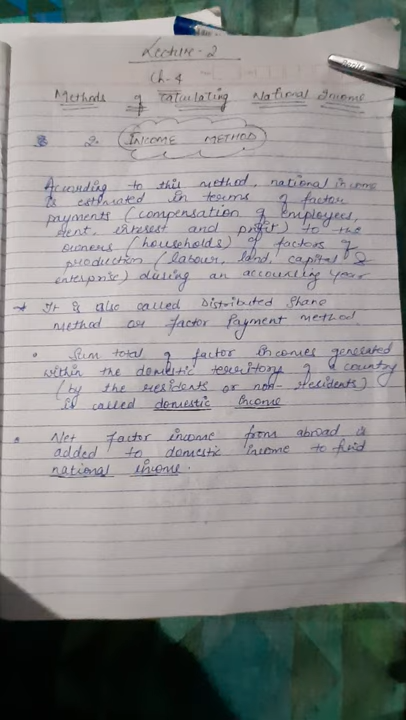 Lecture - 2
Ch-4
Methods of calculating National Income
2. INCOME METHOD
According to this method, national income
is estimated in terms of factor
payments (compensation of employees,
rent, interest and profit) to the
owners (households) of factors of
production (labour, land, capital &
enterprise) during an accounting year
→ It is also called Distributed Share
method or Factor Payment method.
• Sum total of factor incomes generated
within the domestic territory of a country
(by the residents or non-residents)
is called domestic Income
• Net factor income from abroad is
added to domestic income to find
national income.